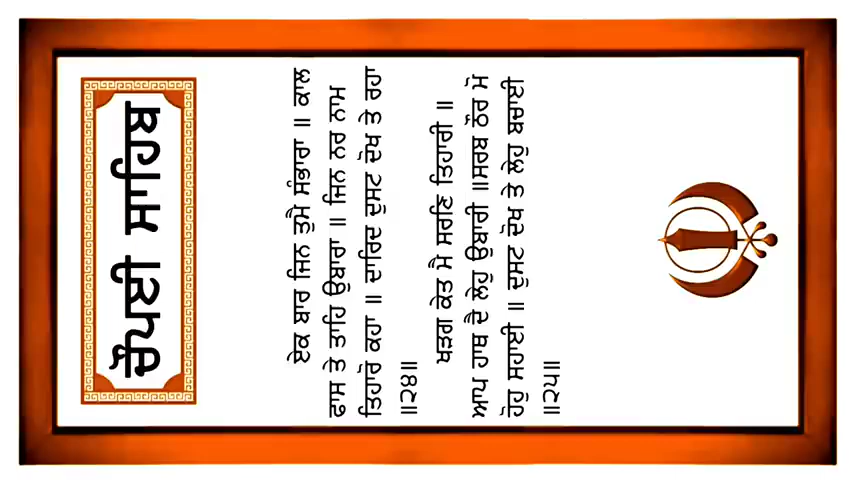 ਚੌਪਈ ਸਾਹਿਬ
ਏਕ ਬਾਰ ਜਿਨ ਤੁਮੈ ਸੰਭਾਰਾ ॥ ਕਾਲ
ਫਾਸ ਤੇ ਤਾਹਿ ਉਬਾਰਾ ॥ ਜਿਨ ਨਰ ਨਾਮ
ਤਿਹਾਰੋ ਕਹਾ ॥ ਦਾਰਿਦ ਦੁਸਟ ਦੋਖ ਤੇ ਰਹਾ
॥੨੪॥
ਖੜਗ ਕੇਤ ਮੈ ਸਰਣਿ ਤਿਹਾਰੀ ॥
ਆਪ ਹਾਥ ਦੈ ਲੇਹੁ ਉਬਾਰੀ ॥ਸਰਬ ਠੌਰ ਮੋ
ਹੋਹੁ ਸਹਾਈ ॥ ਦੁਸਟ ਦੋਖ ਤੇ ਲੇਹੁ ਬਚਾਈ
॥੨੫॥